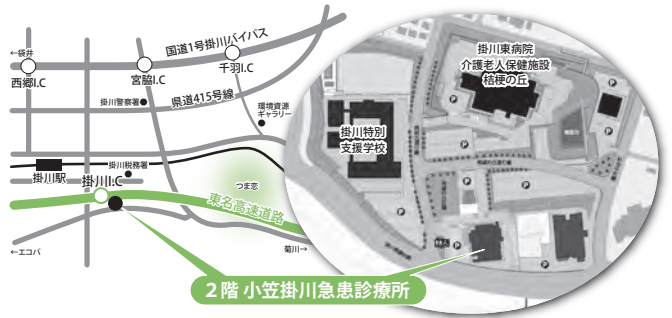 国道1号掛川バイパス
←袋井
西郷I.C
宮脇I.C
千羽I.C
掛川警察署
県道415号線
環境資源
ギャラリー
掛川税務署
掛川駅
掛川I.C
つま恋
東名高速道路
←エコパ
菊川→
掛川東病院
介護老人保健施設
桔梗の丘
掛川特別
支援学校
P
P
P
P
P
P
P
P
P
P
2階 小笠掛川急患診療所